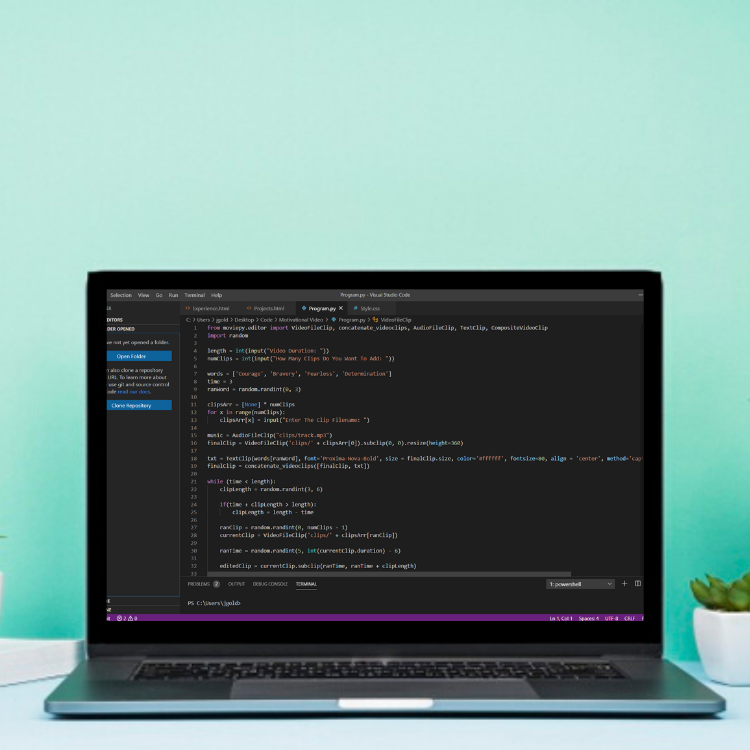 Selection View Go Run Terminal Help Program.py - Visual Studio Code
Experience.html Projects.html Program.py X Style.css
EDITORS
C: > Users > jgold > Desktop > Code > Motivational Video > Program.py > VideoFileClip
DER OPENED
ve not yet opened a folder.
Open Folder
n also clone a repository
URL. To learn more about
use git and source control
ode read our docs.
Clone Repository
1 from moviepy.editor import VideoFileClip, concatenate_videoclips, AudioFileClip, TextClip, CompositeVideoClip
2 import random
3
4 length = int(input("Video Duration: "))
5 numClips = int(input("How Many Clips Do You Want To Add: "))
6
7 words = ['Courage', 'Bravery', 'Fearless', 'Determination']
8 time = 3
9 ranWord = random.randint(0, 3)
10
11 clipsArr = [None] * numClips
12 for x in range(numClips):
13 clipsArr[x] = input("Enter The Clip Filename: ")
14
15 music = AudioFileClip("clips/track.mp3")
16 finalClip = VideoFileClip("clips/" + clipsArr[0]).subclip(0, 0).resize(height=360)
17
18 txt = TextClip(words[ranWord], font='Proxima-Nova-Bold', size = finalClip.size, color='#ffffff', fontsize=80, align = 'center', method='cap
19 finalClip = concatenate_videoclips([finalClip, txt])
20
21 while (time < length):
22 clipLength = random.randint(3, 6)
23
24 if(time + clipLength > length):
25 clipLength = length - time
26
27 ranClip = random.randint(0, numClips - 1)
28 currentClip = VideoFileClip("clips/" + clipsArr[ranClip])
29
30 ranTime = random.randint(5, int(currentClip.duration) - 6)
31
32 editedClip = currentClip.subclip(ranTime, ranTime + clipLength)
33
PROBLEMS 2 OUTPUT DEBUG CONSOLE TERMINAL 1: powershell
PS C:\Users\jgold>
2 0 Ln 1, Col 1 Spaces: 4 UTF-8 CRLF